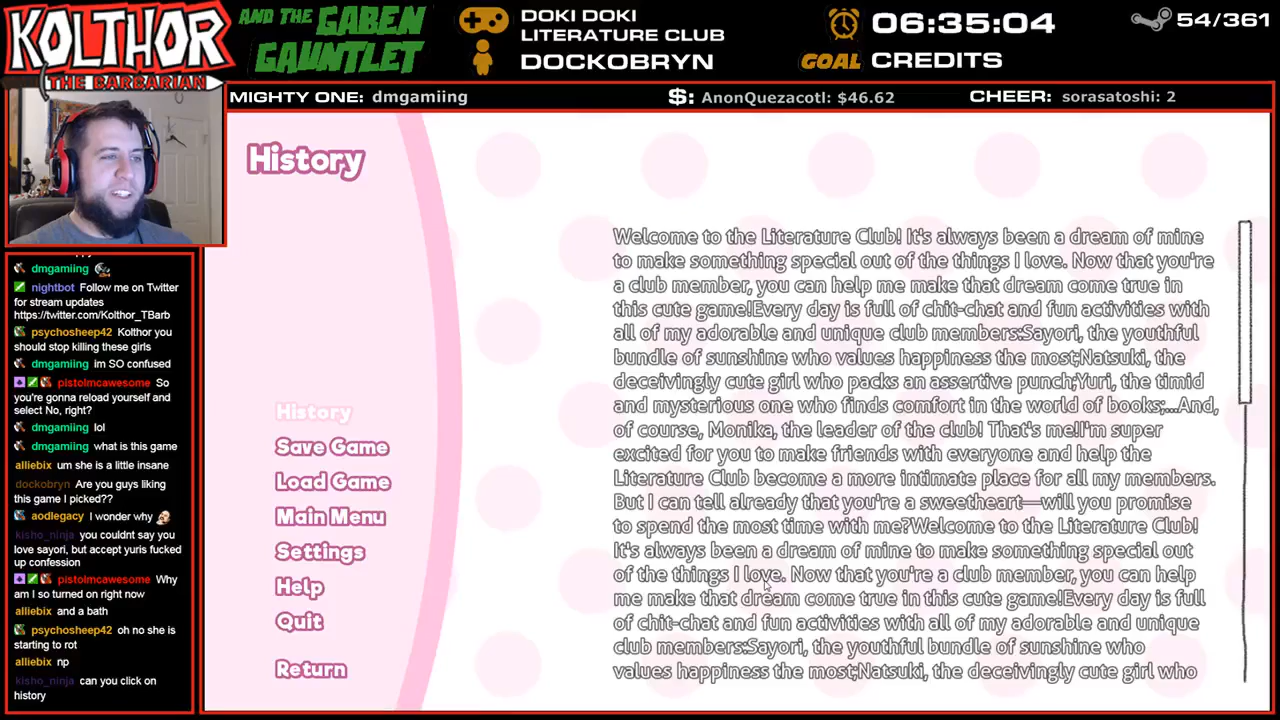 KOLTHOR
THE BARBARIAN
AND THE GABEN
GAUNTLET
DOKI DOKI
LITERATURE CLUB
DOCKOBRYN
06:35:04
GOAL CREDITS
54/361
MIGHTY ONE: dmgamiing
$: AnonQuezacotl: $46.62
CHEER: sorasatoshi: 2
dmgamiing
nightbot Follow me on Twitter
for stream updates
https://twitter.com/Kolthor_TBarb
psychosheep42 Kolthor you
should stop killing these girls
dmgamiing im SO confused
pistolmcawesome So
you're gonna reload yourself and
select No, right?
dmgamiing lol
dmgamiing what is this game
alliebix um she is a little insane
dockobryn Are you guys liking
this game I picked??
aodlegacy I wonder why
kisho_ninja you couldnt say you
love sayori, but accept yuris fucked
up confession
pistolmcawesome Why
am I so turned on right now
alliebix and a bath
psychosheep42 oh no she is
starting to rot
alliebix np
kisho_ninja can you click on
history
History
History
Save Game
Load Game
Main Menu
Settings
Help
Quit
Return
Welcome to the Literature Club! It's always been a dream of mine
to make something special out of the things I love. Now that you're
a club member, you can help me make that dream come true in
this cute game!Every day is full of chit-chat and fun activities with
all of my adorable and unique club members:Sayori, the youthful
bundle of sunshine who values happiness the most;Natsuki, the
deceivingly cute girl who packs an assertive punch;Yuri, the timid
and mysterious one who finds comfort in the world of books;...And,
of course, Monika, the leader of the club! That's me!I'm super
excited for you to make friends with everyone and help the
Literature Club become a more intimate place for all my members.
But I can tell already that you're a sweetheart—will you promise
to spend the most time with me?Welcome to the Literature Club!
It's always been a dream of mine to make something special out
of the things I love. Now that you're a club member, you can help
me make that dream come true in this cute game!Every day is full
of chit-chat and fun activities with all of my adorable and unique
club members:Sayori, the youthful bundle of sunshine who
values happiness the most;Natsuki, the deceivingly cute girl who